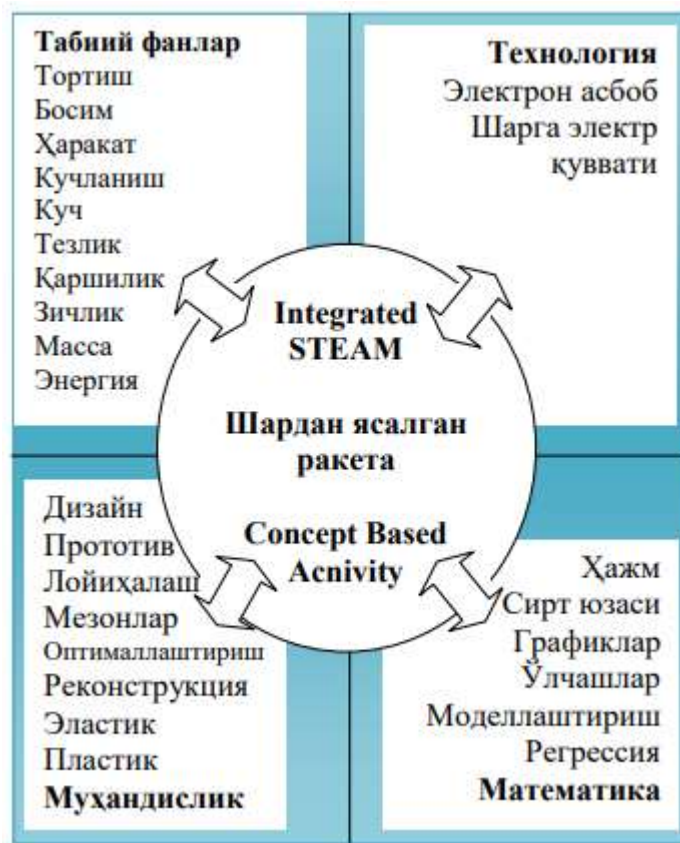 Табиий фанлар
Тортиш
Босим
Ҳаракат
Кучланиш
Куч
Тезлик
Қаршилик
Зичлик
Масса
Энергия
Технология
Электрон асбоб
Шарга электр
қуввати
Integrated
STEAM
Шардан ясалган
ракета
Concept Based
Acnivity
Дизайн
Прототив
Лойиҳалаш
Мезонлар
Оптималлаштириш
Реконструкция
Эластик
Пластик
Муҳандислик
Ҳажм
Сирт юзаси
Графиклар
Ўлчашлар
Моделлаштириш
Регрессия
Математика